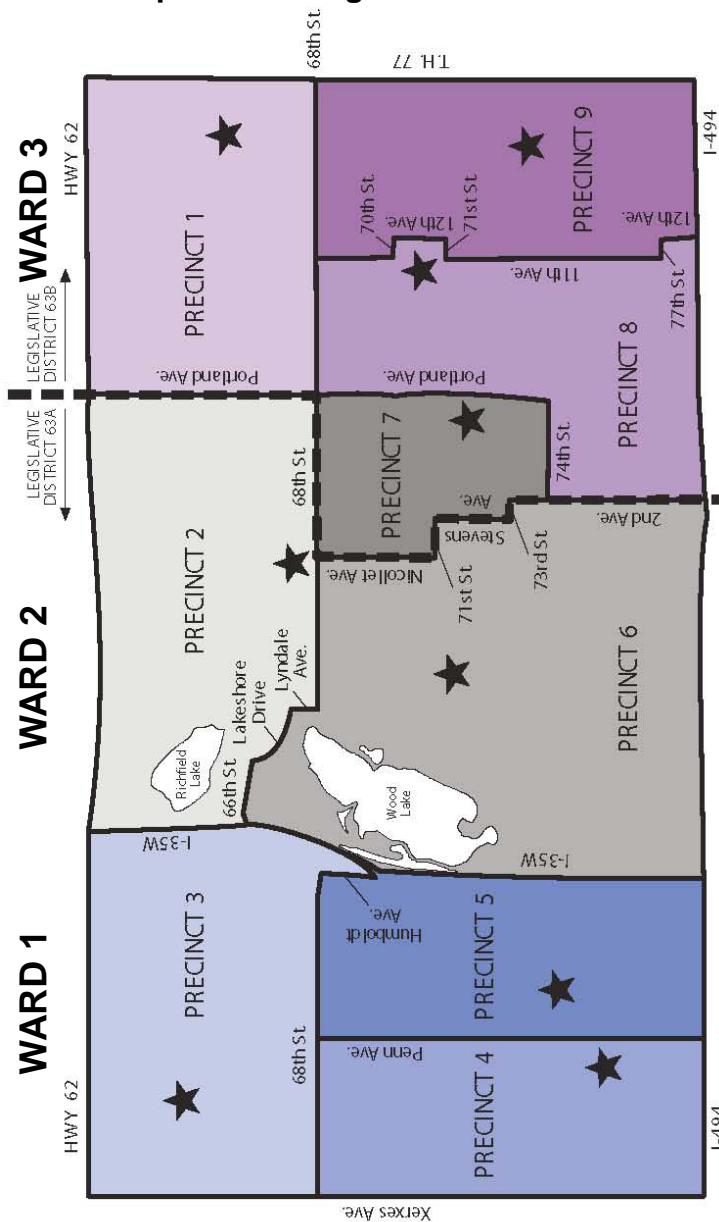 WARD 1
WARD 2
WARD 3
HWY 62
LEGISLATIVE
DISTRICT 63A
LEGISLATIVE
DISTRICT 63B
HWY 62
PRECINCT 3
I-35W
Richfield
Lake
66th St.
Lakeshore
Drive
Lyndale
Ave.
PRECINCT 2
Portland Ave.
PRECINCT 1
68th St.
68th St.
68th St.
Xerxes Ave.
PRECINCT 4
Penn Ave.
PRECINCT 5
Humboldt
Ave.
I-35W
Wood
Lake
PRECINCT 6
Nicollet Ave.
71st St.
Stevens
Ave.
73rd St.
2nd Ave.
PRECINCT 7
Portland Ave.
74th St.
PRECINCT 8
70th St.
12th Ave.
71st St.
11th Ave.
77th St.
12th Ave.
PRECINCT 9
T.H. 77
I-494
I-494